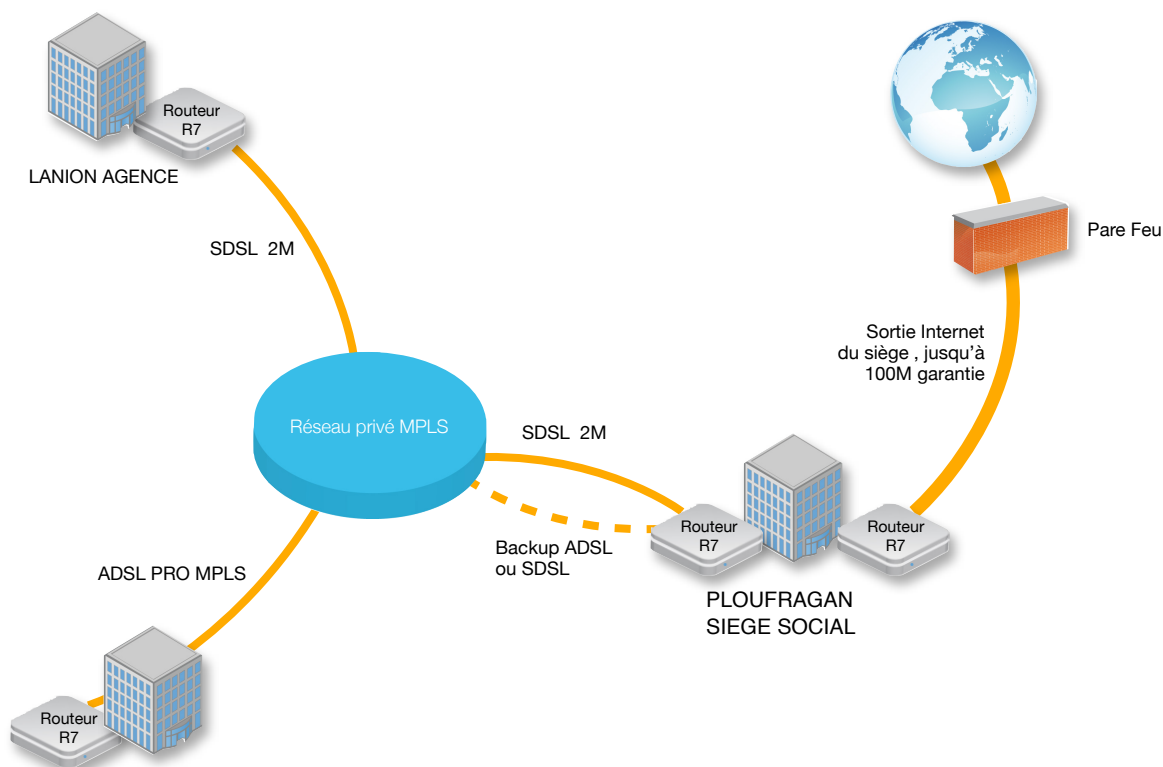 Routeur
R7
LANION AGENCE
SDSL 2M
Pare Feu
Sortie Internet
du siège , jusqu'à
100M garantie
Réseau privé MPLS
SDSL 2M
Backup ADSL
ou SDSL
Routeur
R7
Routeur
R7
PLOUFRAGAN
SIEGE SOCIAL
ADSL PRO MPLS
Routeur
R7